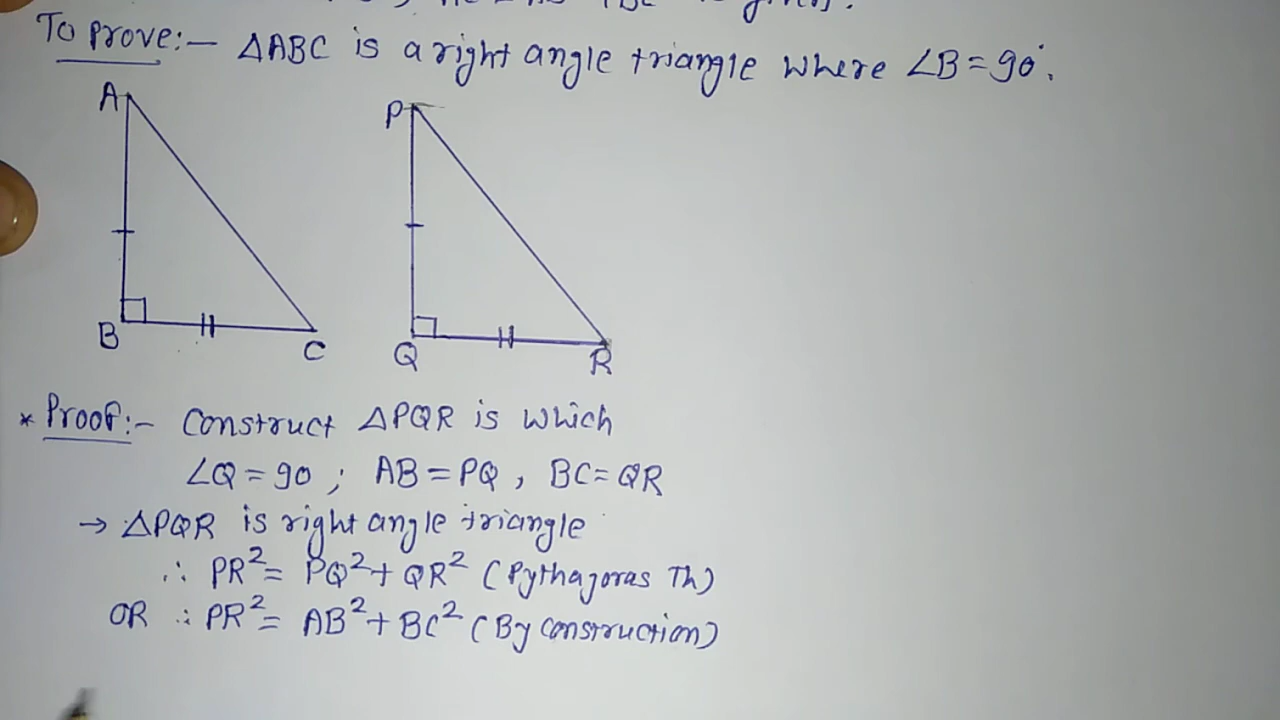 To Prove:- ΔABC is a right angle triangle where ∠B=90°.
A
P
B
C
Q
R
* Proof:- Construct ΔPQR is which
∠Q = 90 ; AB = PQ , BC = QR
→ ΔPQR is right angle triangle
∴ PR²= PQ²+ QR² (Pythagoras Th)
OR ∴ PR²= AB²+ BC² (By construction)